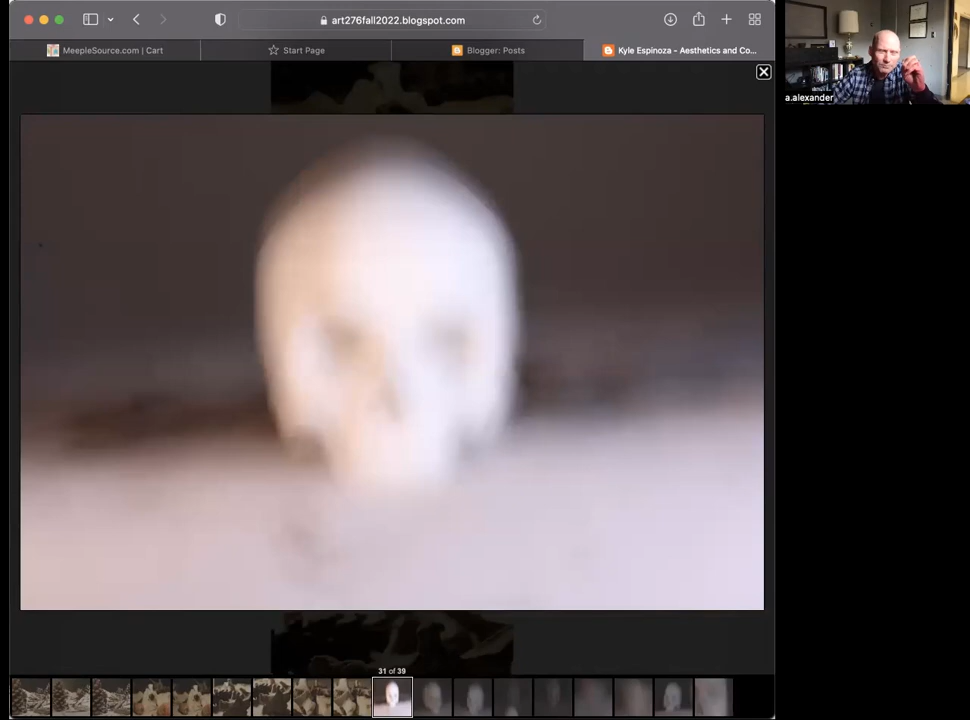 art276fall2022.blogspot.com
MeepleSource.com | Cart
Start Page
Blogger: Posts
Kyle Espinoza - Aesthetics and Co...
a.alexander
31 of 39